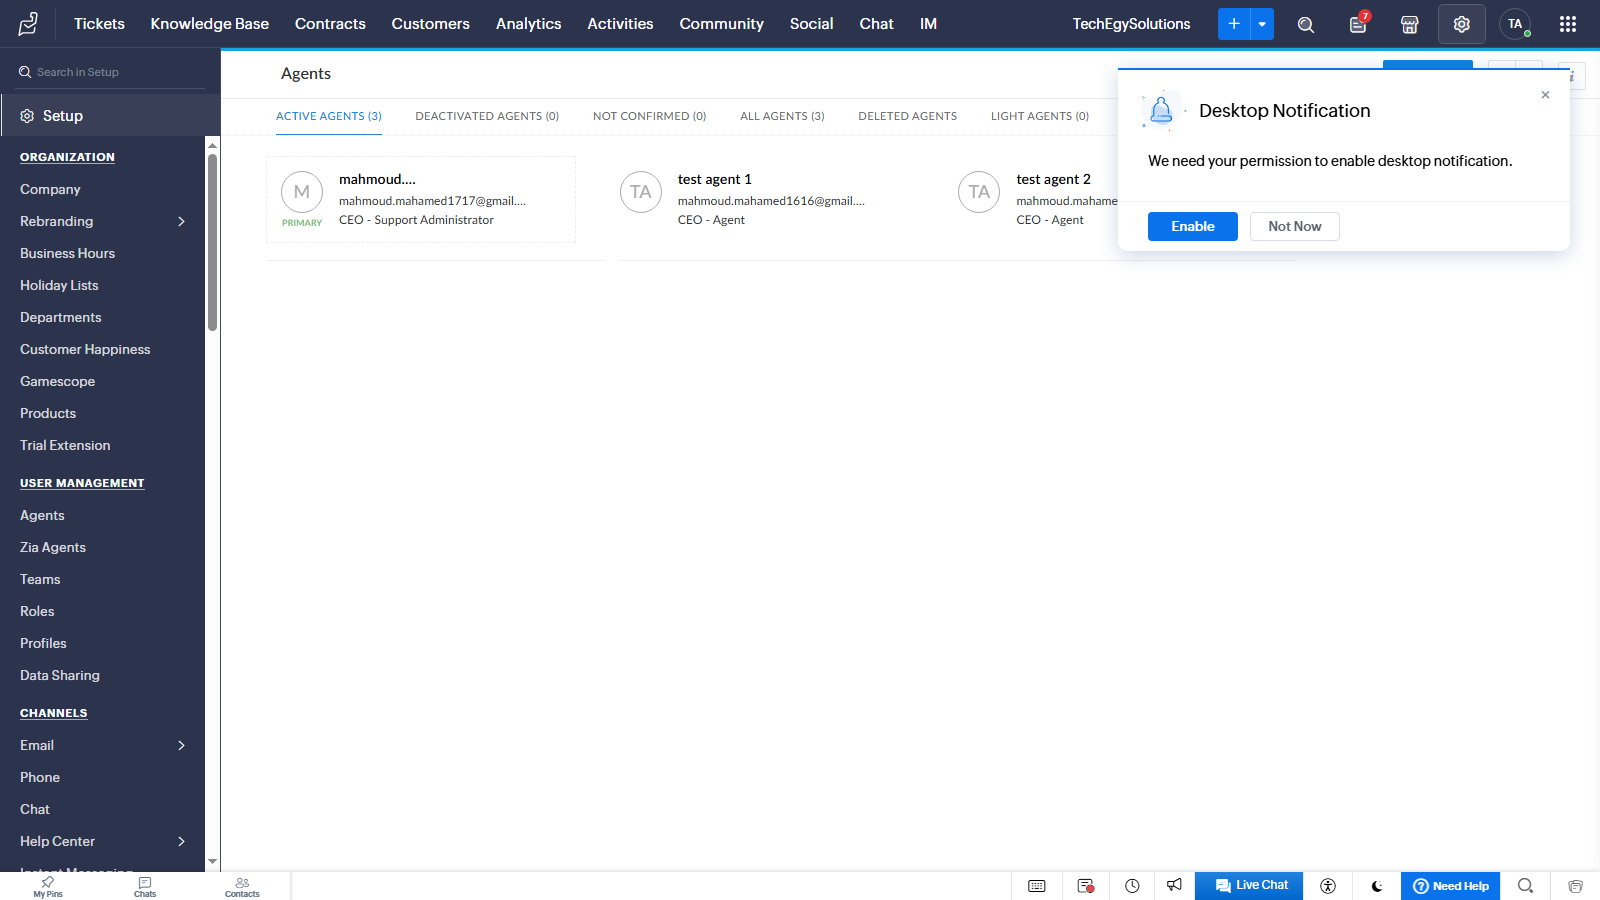 Tickets
Knowledge Base
Contracts
Customers
Analytics
Activities
Community
Social
Chat
IM
TechEgySolutions
7
TA
Search in Setup
Setup
ORGANIZATION
Company
Rebranding
Business Hours
Holiday Lists
Departments
Customer Happiness
Gamescope
Products
Trial Extension
USER MANAGEMENT
Agents
Zia Agents
Teams
Roles
Profiles
Data Sharing
CHANNELS
Email
Phone
Chat
Help Center
Instant Messaging
Agents
ACTIVE AGENTS (3)
DEACTIVATED AGENTS (0)
NOT CONFIRMED (0)
ALL AGENTS (3)
DELETED AGENTS
LIGHT AGENTS (0)
M
PRIMARY
mahmoud....
mahmoud.mahamed1717@gmail....
CEO - Support Administrator
TA
test agent 1
mahmoud.mahamed1616@gmail....
CEO - Agent
TA
test agent 2
mahmoud.mahame
CEO - Agent
Desktop Notification
We need your permission to enable desktop notification.
Enable
Not Now
My Pins
Chats
Contacts
Live Chat
Need Help